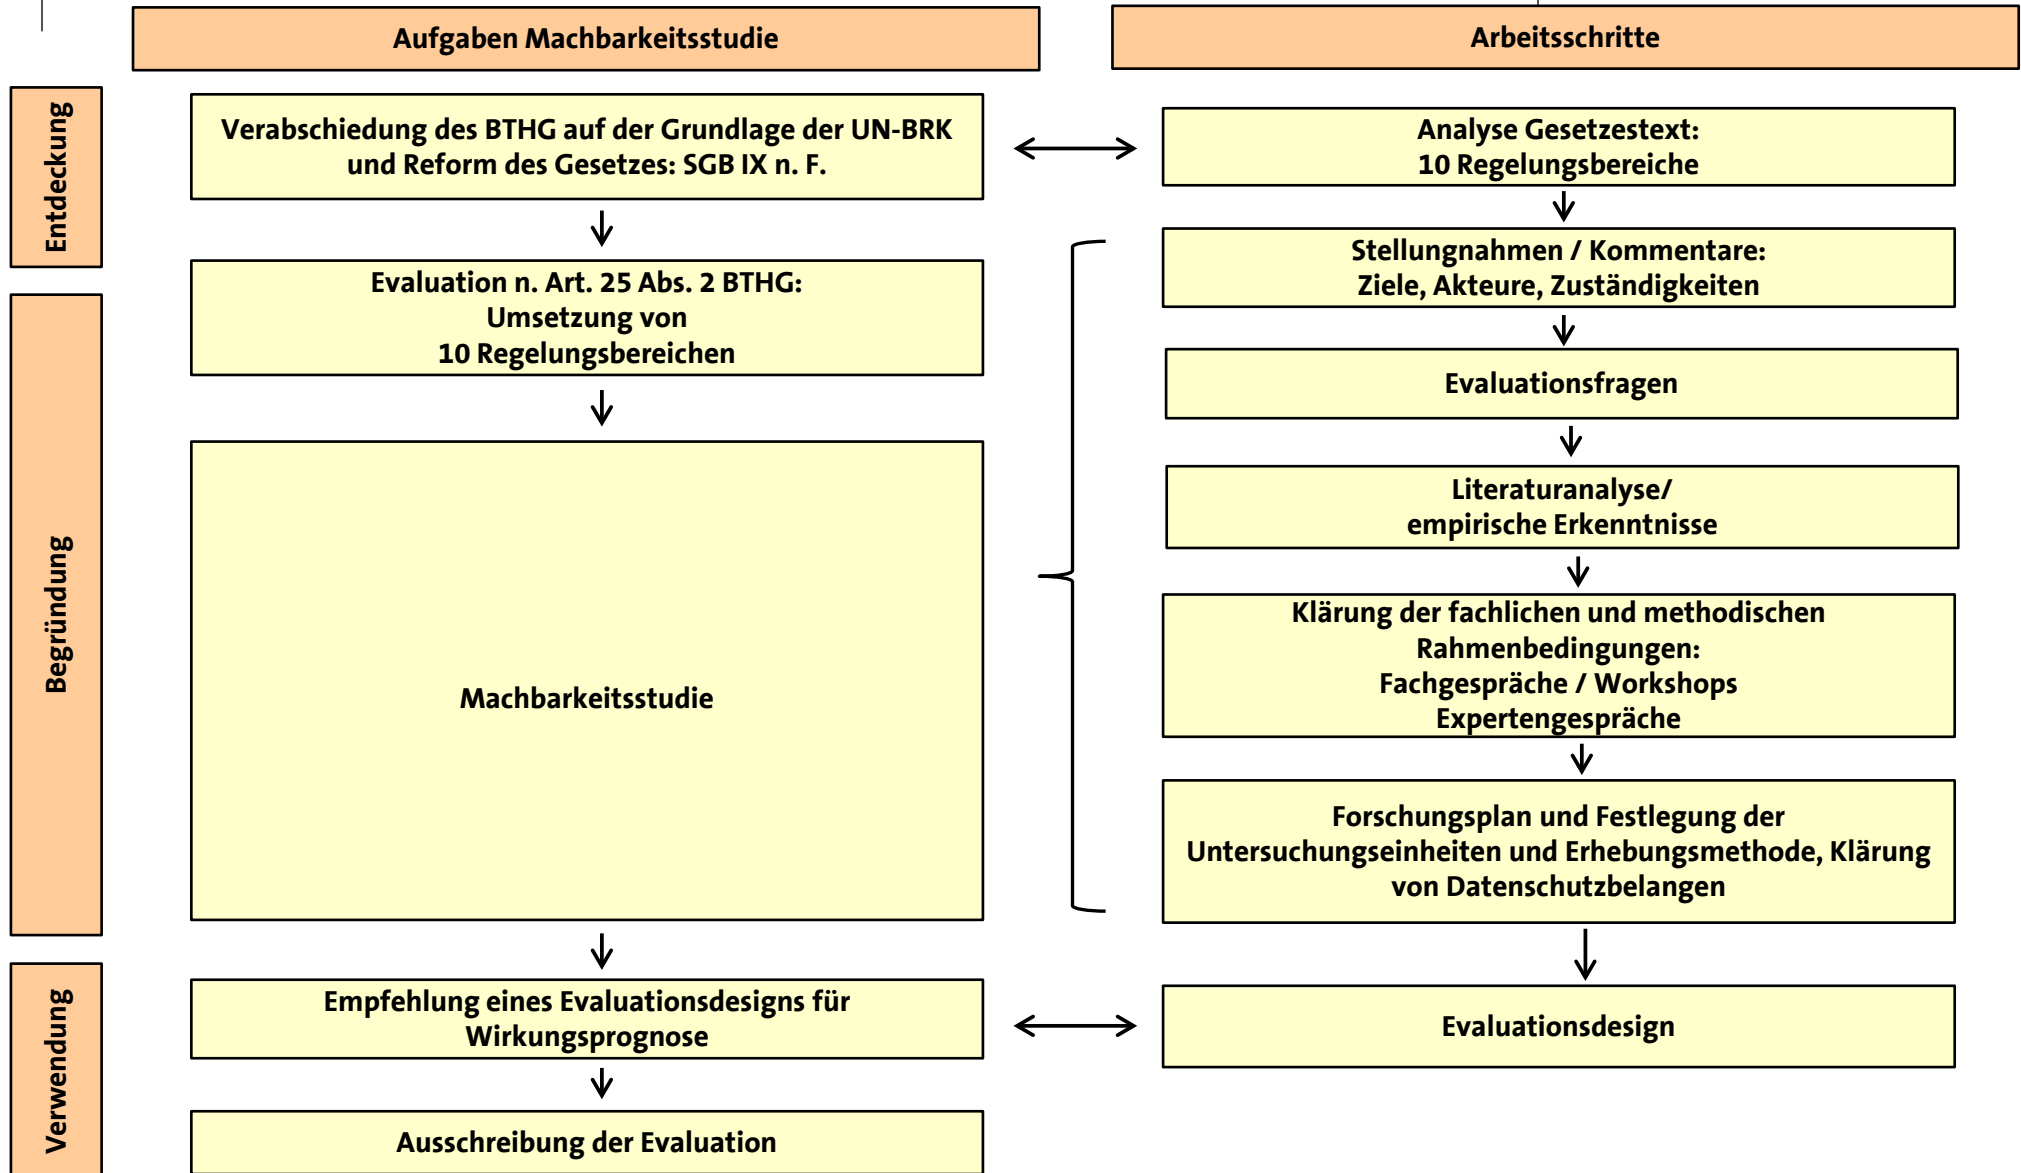 Aufgaben Machbarkeitsstudie
Arbeitsschritte
Entdeckung
Verabschiedung des BTHG auf der Grundlage der UN-BRK
und Reform des Gesetzes: SGB IX n. F.
Analyse Gesetzestext:
10 Regelungsbereiche
Stellungnahmen / Kommentare:
Ziele, Akteure, Zuständigkeiten
Begründung
Evaluation n. Art. 25 Abs. 2 BTHG:
Umsetzung von
10 Regelungsbereichen
Evaluationsfragen
Literaturanalyse/
empirische Erkenntnisse
Machbarkeitsstudie
Klärung der fachlichen und methodischen
Rahmenbedingungen:
Fachgespräche / Workshops
Expertengespräche
Forschungsplan und Festlegung der
Untersuchungseinheiten und Erhebungsmethode, Klärung
von Datenschutzbelangen
Verwendung
Empfehlung eines Evaluationsdesigns für
Wirkungsprognose
Evaluationsdesign
Ausschreibung der Evaluation